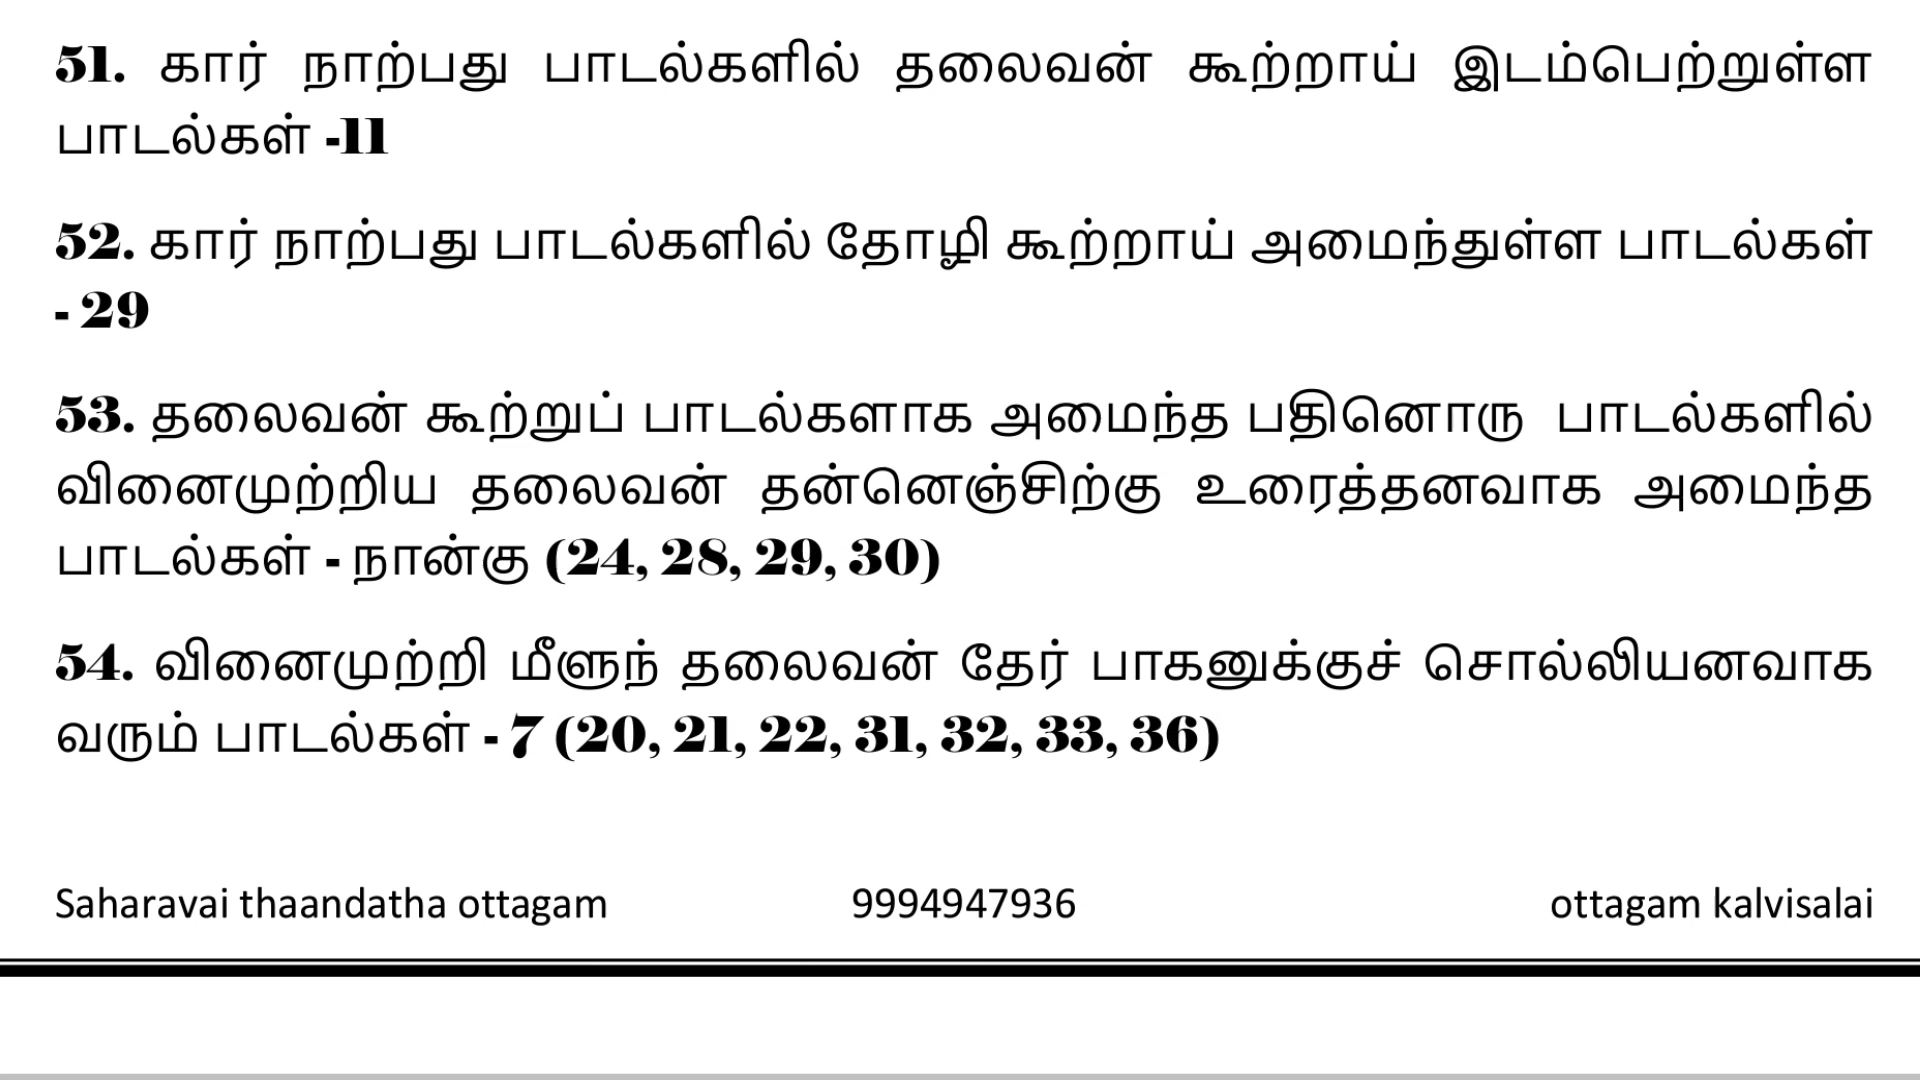 51. கார் நாற்பது பாடல்களில் தலைவன் கூற்றாய் இடம்பெற்றுள்ள
பாடல்கள் -11
52. கார் நாற்பது பாடல்களில் தோழி கூற்றாய் அமைந்துள்ள பாடல்கள்
- 29
53. தலைவன் கூற்றுப் பாடல்களாக அமைந்த பதினொரு பாடல்களில்
வினைமுற்றிய தலைவன் தன்னெஞ்சிற்கு உரைத்தனவாக அமைந்த
பாடல்கள் - நான்கு (24, 28, 29, 30)
54. வினைமுற்றி மீளுந் தலைவன் தேர் பாகனுக்குச் சொல்லியனவாக
வரும் பாடல்கள் - 7 (20, 21, 22, 31, 32, 33, 36)
Saharavai thaandatha ottagam 9994947936 ottagam kalvisalai